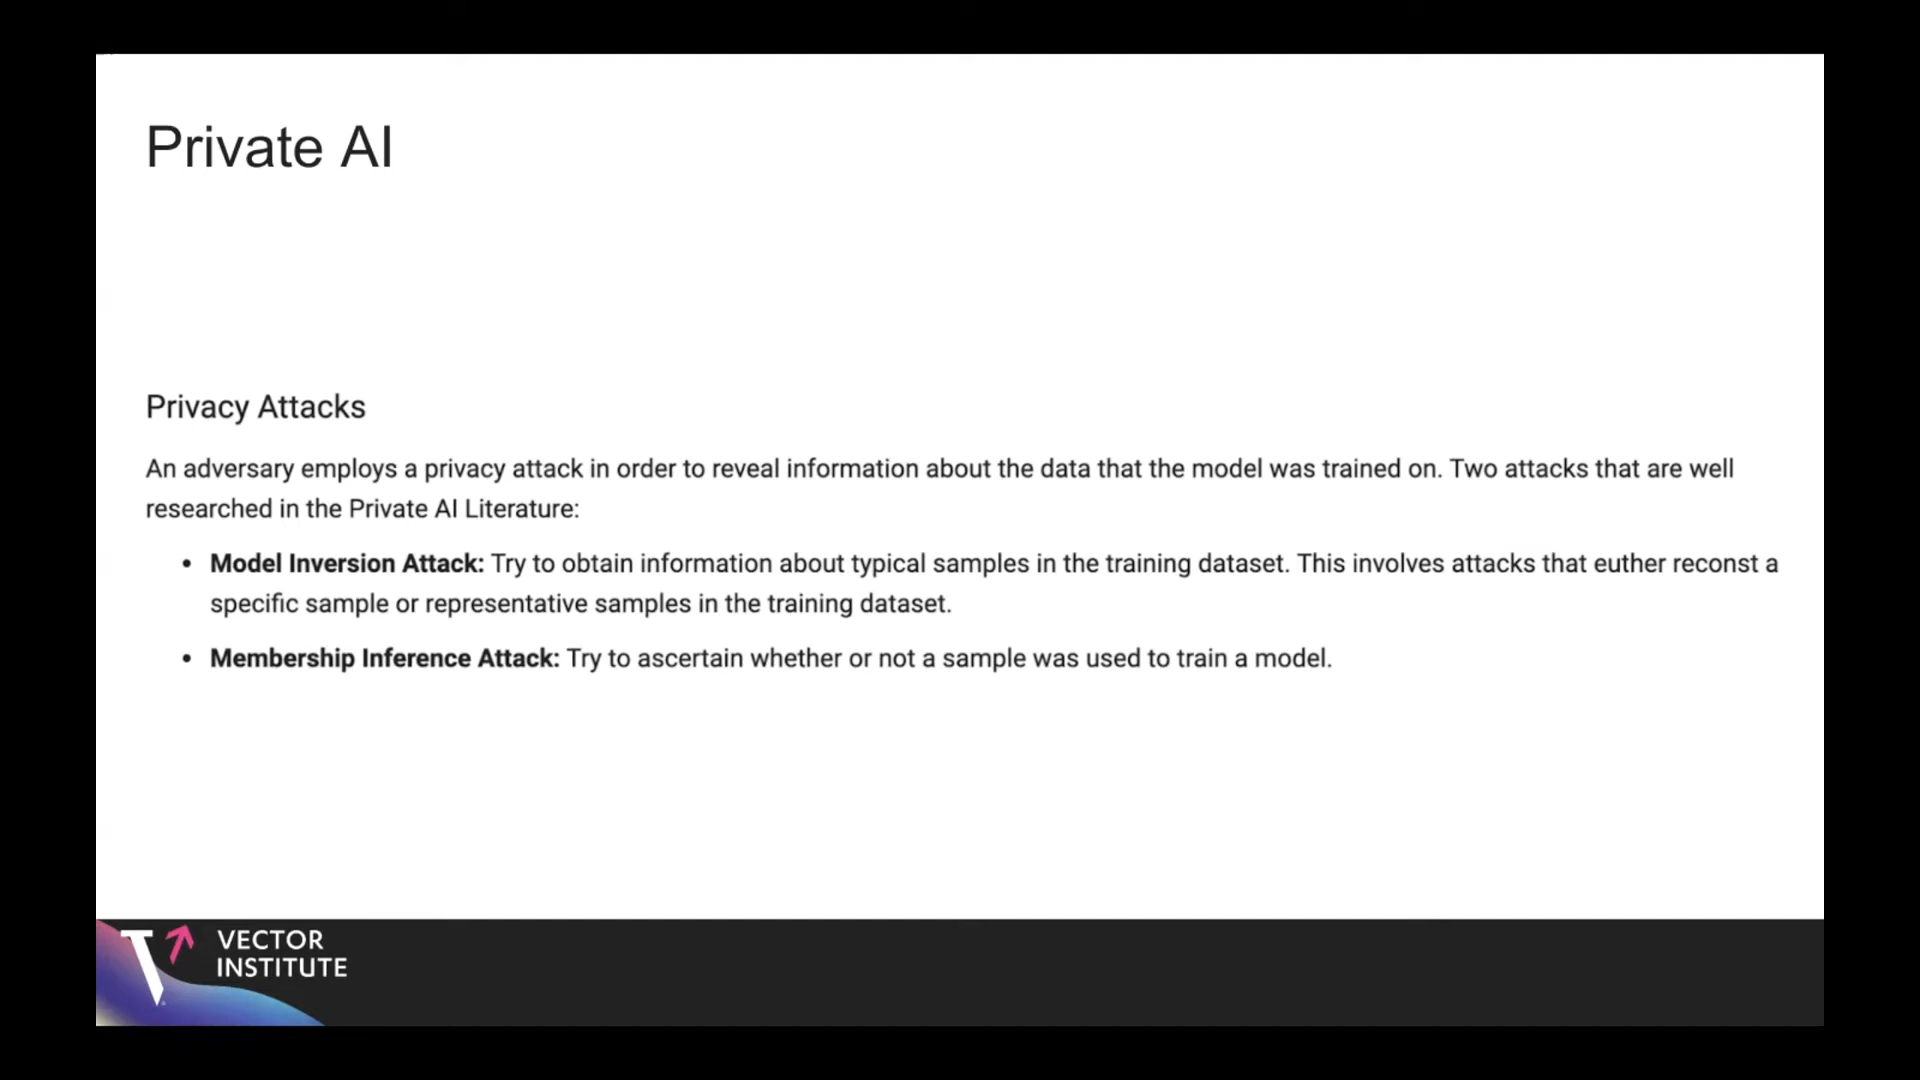 Private AI
Privacy Attacks
An adversary employs a privacy attack in order to reveal information about the data that the model was trained on. Two attacks that are well
researched in the Private AI Literature:
• Model Inversion Attack: Try to obtain information about typical samples in the training dataset. This involves attacks that euther reconst a
specific sample or representative samples in the training dataset.
• Membership Inference Attack: Try to ascertain whether or not a sample was used to train a model.
VECTOR
INSTITUTE